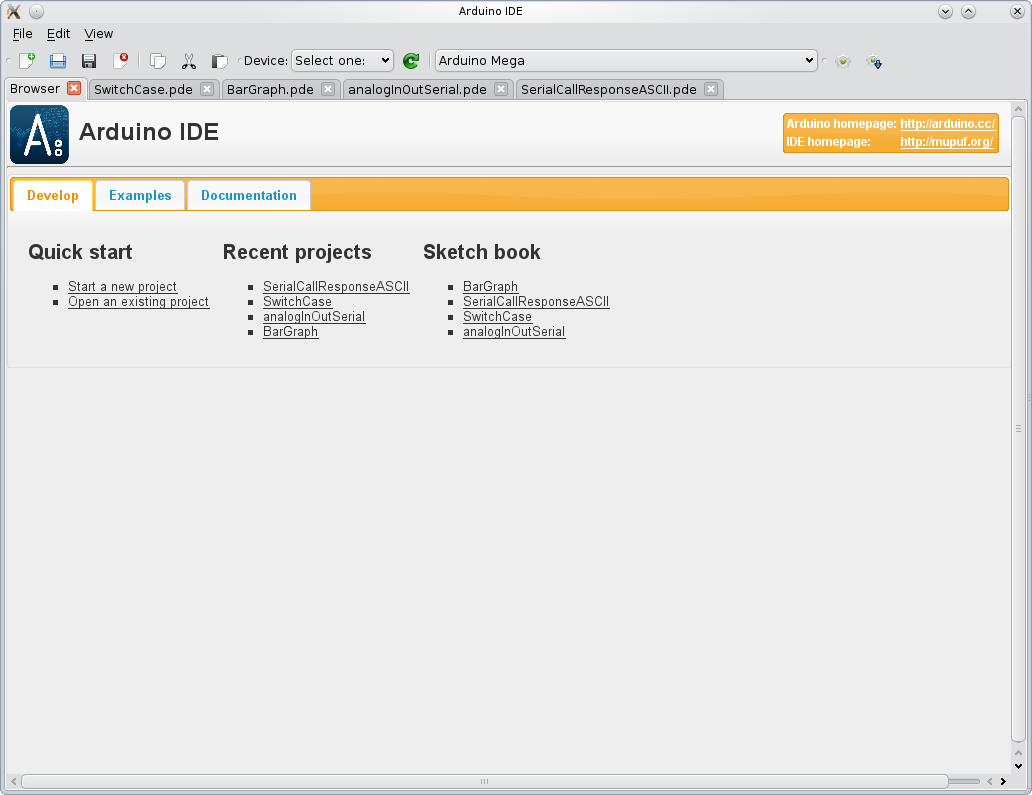 Arduino IDE
File Edit View
Device: Select one: Arduino Mega
Browser SwitchCase.pde BarGraph.pde analogInOutSerial.pde SerialCallResponseASCII.pde
A:
Arduino IDE
Arduino homepage: http://arduino.cc/
IDE homepage: http://mupuf.org/
Develop Examples Documentation
Quick start
Start a new project
Open an existing project
Recent projects
SerialCallResponseASCII
SwitchCase
analogInOutSerial
BarGraph
Sketch book
BarGraph
SerialCallResponseASCII
SwitchCase
analogInOutSerial